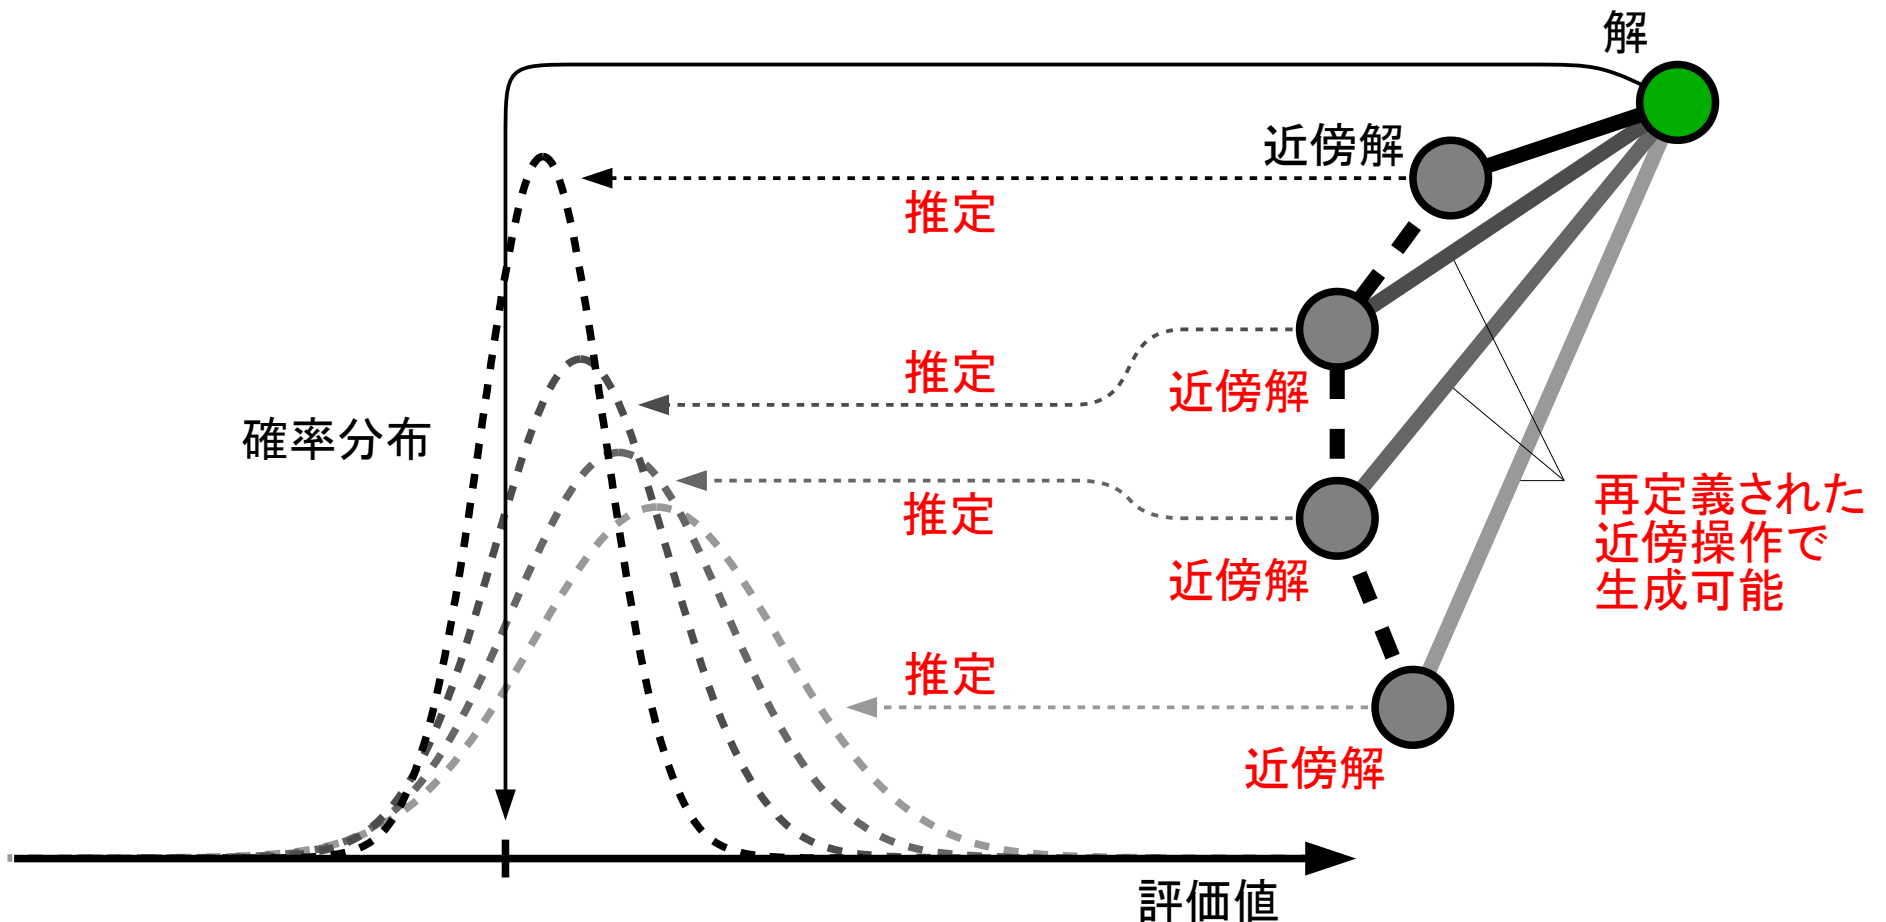 解
近傍解
推定
推定
近傍解
確率分布
再定義された
近傍操作で
生成可能
推定
近傍解
推定
近傍解
評価値